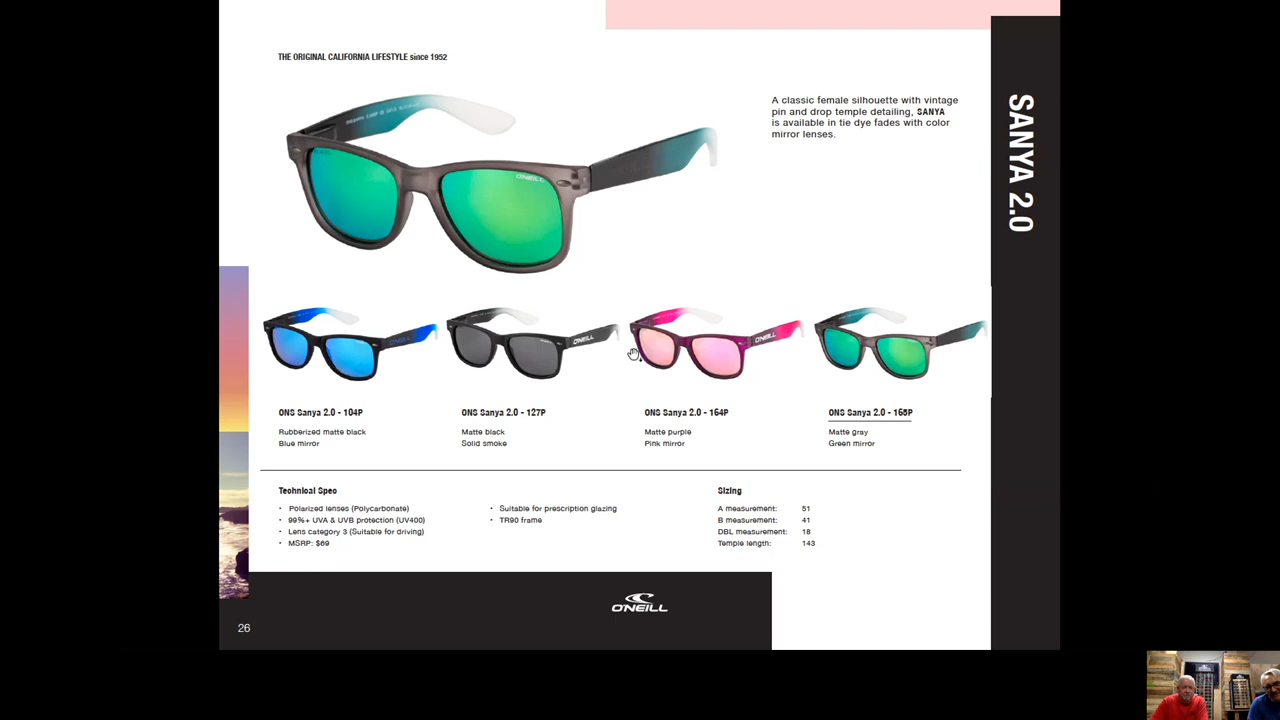 THE ORIGINAL CALIFORNIA LIFESTYLE since 1952
A classic female silhouette with vintage
pin and drop temple detailing, SANYA
is available in tie dye fades with color
mirror lenses.
SANYA 2.0
O'NEILL
O'NEILL
O'NEILL
ONS Sanya 2.0 - 104P
Rubberized matte black
Blue mirror
ONS Sanya 2.0 - 127P
Matte black
Solid smoke
ONS Sanya 2.0 - 164P
Matte purple
Pink mirror
ONS Sanya 2.0 - 165P
Matte gray
Green mirror
Technical Spec
• Polarized lenses (Polycarbonate)
• 99%+ UVA & UVB protection (UV400)
• Lens category 3 (Suitable for driving)
• MSRP: $69
• Suitable for prescription glazing
• TR90 frame
Sizing
A measurement: 51
B measurement: 41
DBL measurement: 18
Temple length: 143
O'NEILL
26